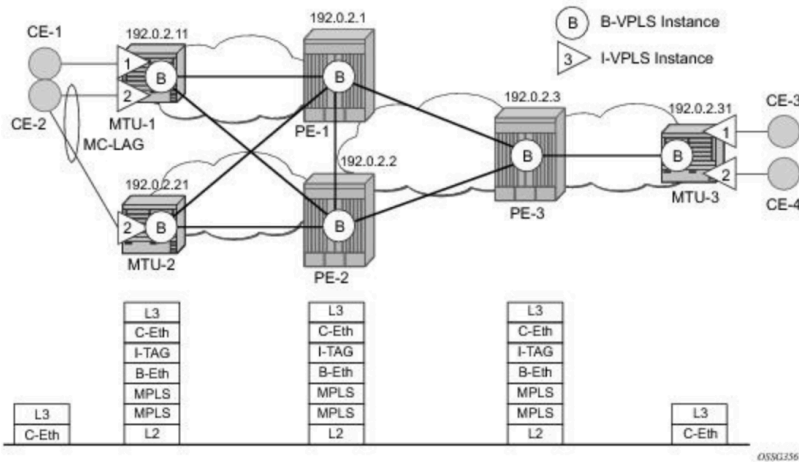 192.0.2.1
B B-VPLS Instance
3 I-VPLS Instance
CE-1
192.0.2.11
1
B
2
B
CE-2
MTU-1
MC-LAG
PE-1
192.0.2.3
192.0.2.31
CE-3
1
B
B
2
192.0.2.2
192.0.2.21
PE-3
MTU-3
CE-4
2
B
B
MTU-2
PE-2
L3
C-Eth
I-TAG
B-Eth
MPLS
MPLS
L2
L3
C-Eth
I-TAG
B-Eth
MPLS
MPLS
L2
L3
C-Eth
I-TAG
B-Eth
MPLS
MPLS
L2
L3
C-Eth
L3
C-Eth
OSSG356